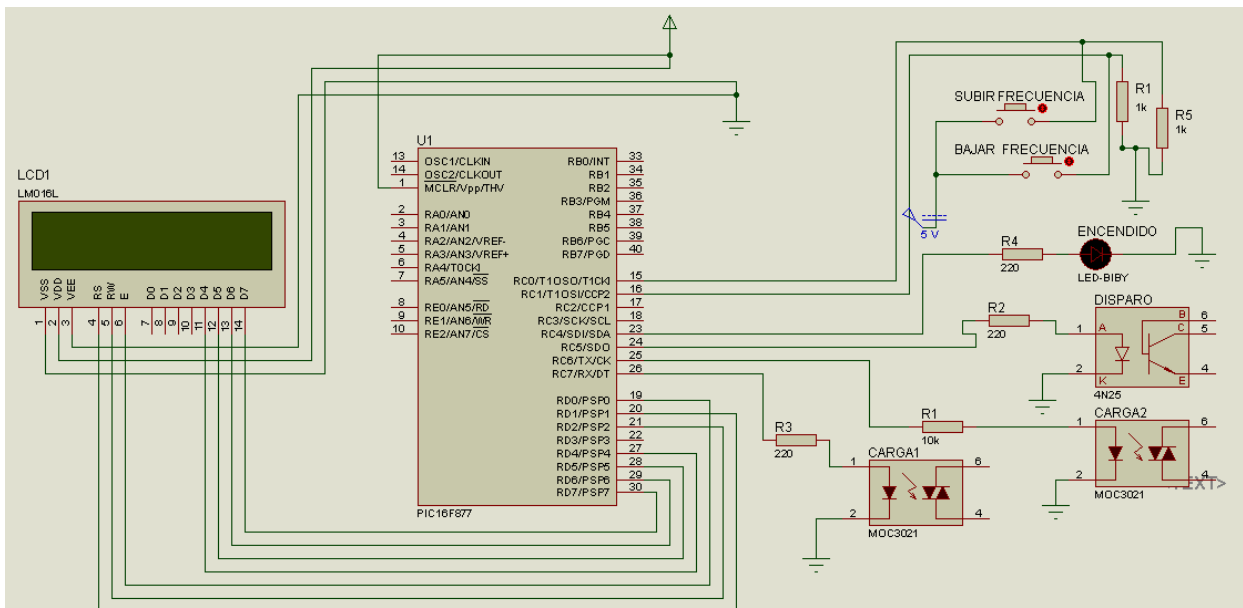 LCD1
LM016L
VSS
VDD
VEE
RS
RW
E
D0
D1
D2
D3
D4
D5
D6
D7
1
2
3
4
5
6
7
8
9
10
11
12
13
14
U1
13 OSC1/CLKIN RB0/INT 33
14 OSC2/CLKOUT RB1 34
1 MCLR/Vpp/THV RB2 35
RB3/PGM 36
2 RA0/AN0 RB4 37
3 RA1/AN1 RB5 38
4 RA2/AN2/VREF- RB6/PGC 39
5 RA3/AN3/VREF+ RB7/PGD 40
6 RA4/T0CKI
7 RA5/AN4/SS RC0/T1OSO/T1CKI 15
RC1/T1OSI/CCP2 16
8 RE0/AN5/RD RC2/CCP1 17
9 RE1/AN6/WR RC3/SCK/SCL 18
10 RE2/AN7/CS RC4/SDI/SDA 23
RC5/SDO 24
RC6/TX/CK 25
RC7/RX/DT 26
RD0/PSP0 19
RD1/PSP1 20
RD2/PSP2 21
RD3/PSP3 22
RD4/PSP4 27
RD5/PSP5 28
RD6/PSP6 29
RD7/PSP7 30
PIC16F877
SUBIR FRECUENCIA
BAJAR FRECUENCIA
R1
1k
R5
1k
5 V
R4
220
ENCENDIDO
LED-BIBY
R2
220
DISPARO
1 A B 6
C 5
2 K E 4
4N25
R1
10k
CARGA2
1 6
2 4
MOC3021
R3
220
CARGA1
1 6
2 4
MOC3021